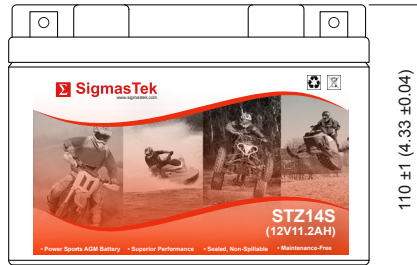 Σ SigmasTek
www.sigmastek.com
110 ±1 (4.33 ±0.04)
STZ14S
(12V11.2AH)
• Power Sports AGM Battery • Superior Performance • Sealed, Non-Spillable • Maintenance-Free